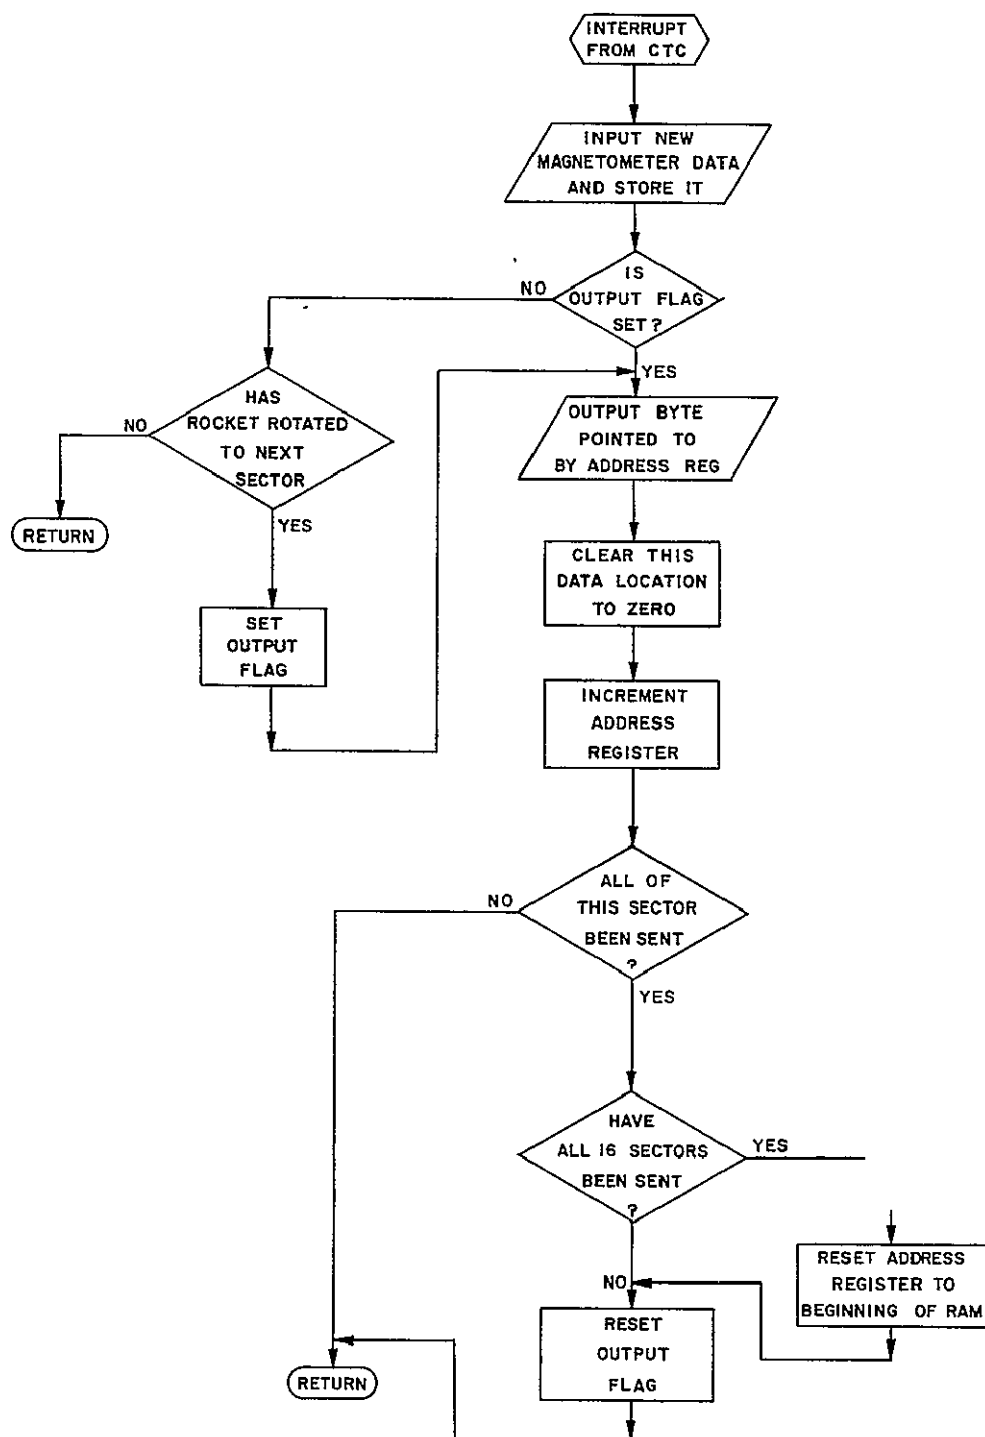 INTERRUPT
FROM CTC
INPUT NEW
MAGNETOMETER DATA
AND STORE IT
IS
OUTPUT FLAG
SET?
NO
YES
HAS
ROCKET ROTATED
TO NEXT
SECTOR
NO
RETURN
YES
SET
OUTPUT
FLAG
OUTPUT BYTE
POINTED TO
BY ADDRESS REG
CLEAR THIS
DATA LOCATION
TO ZERO
INCREMENT
ADDRESS
REGISTER
ALL OF
THIS SECTOR
BEEN SENT
?
NO
YES
HAVE
ALL 16 SECTORS
BEEN SENT
?
YES
NO
RESET ADDRESS
REGISTER TO
BEGINNING OF RAM
RESET
OUTPUT
FLAG
RETURN